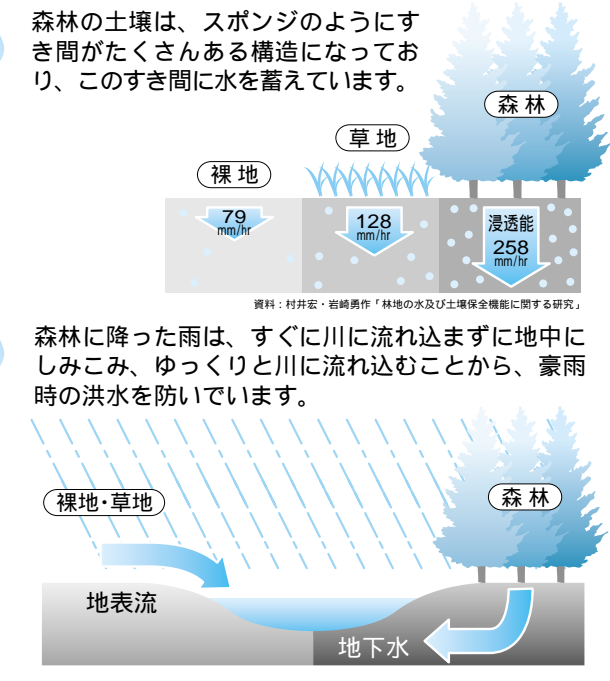 森林の土壌は、スポンジのようにす
き間がたくさんある構造になってお
り、このすき間に水を蓄えています。
森林
草地
裸地
79
mm/hr
128
mm/hr
浸透能
258
mm/hr
資料：村井宏・岩崎勇作「林地の水及び土壌保全機能に関する研究」
森林に降った雨は、すぐに川に流れ込まずに地中に
しみこみ、ゆっくりと川に流れ込むことから、豪雨
時の洪水を防いでいます。
裸地・草地
森林
地表流
地下水